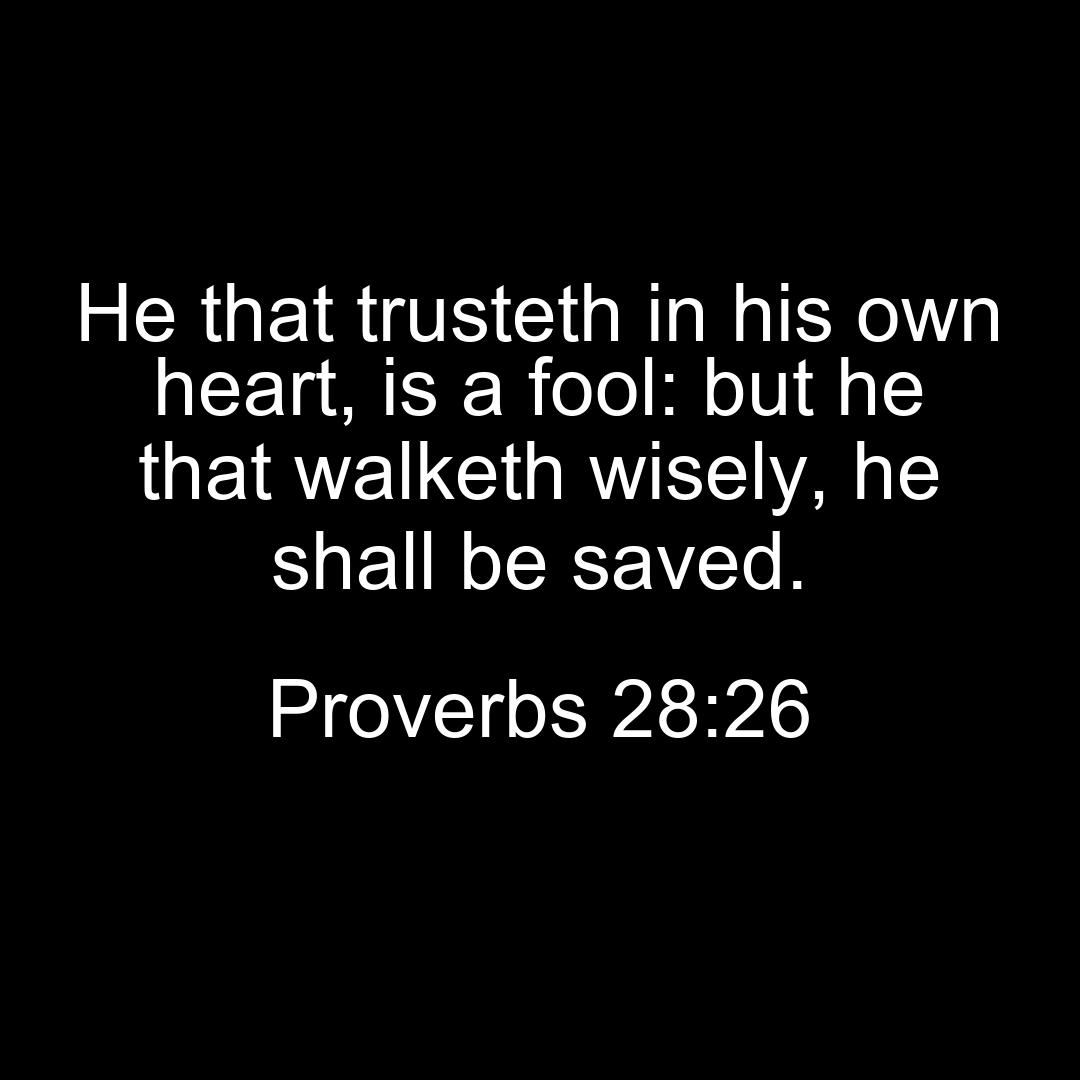 He that trusteth in his own
heart, is a fool: but he
that walketh wisely, he
shall be saved.
Proverbs 28:26